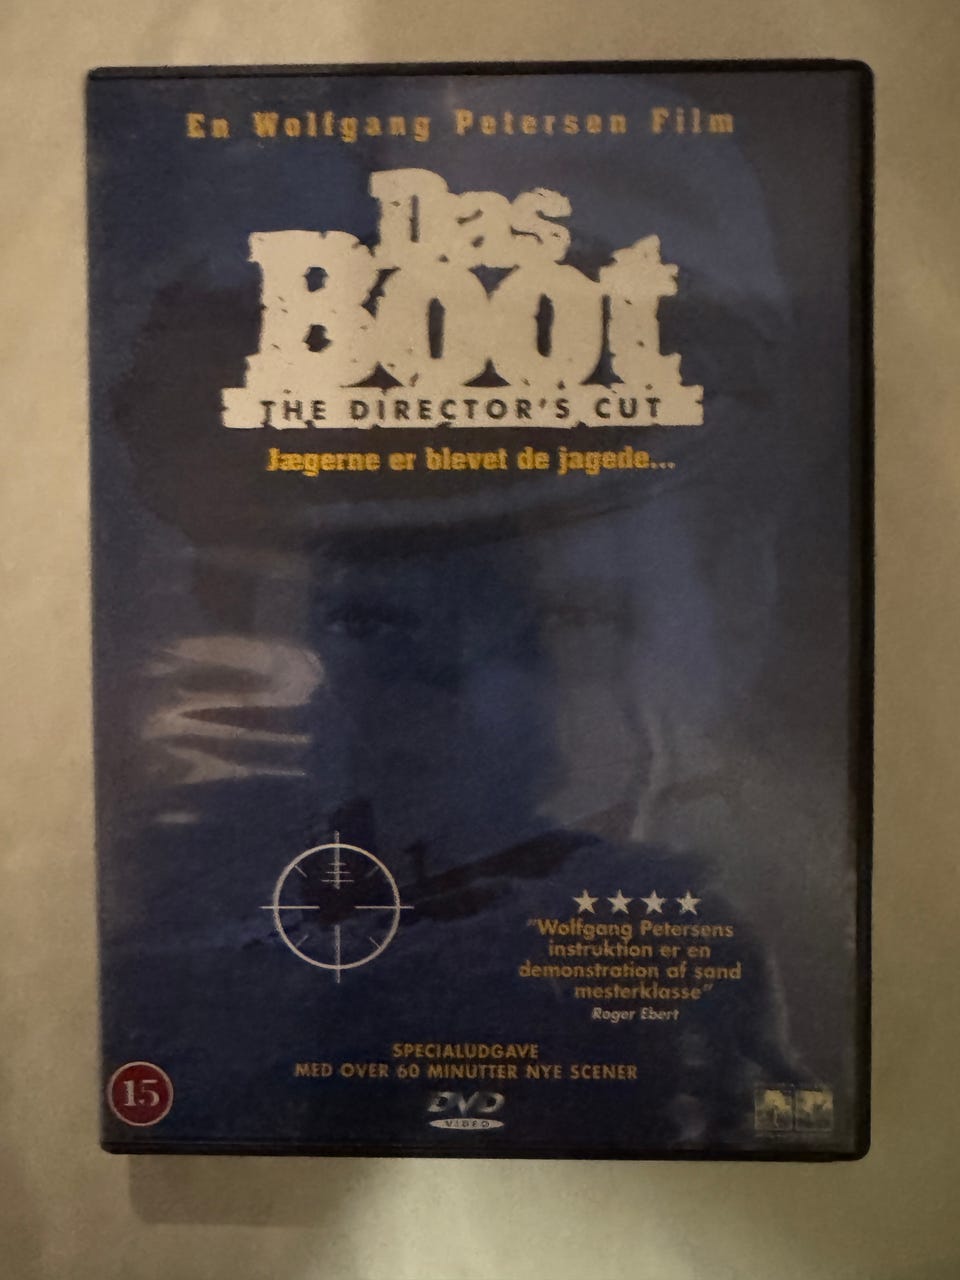 En Wolfgang Petersen Film
Das
Boot
THE DIRECTOR'S CUT
Jægerne er blevet de jagede...
"Wolfgang Petersens
instruktion er en
demonstration af sand
mesterklasse"
Roger Ebert
SPECIALUDGAVE
MED OVER 60 MINUTTER NYE SCENER
15
DVD
VIDEO